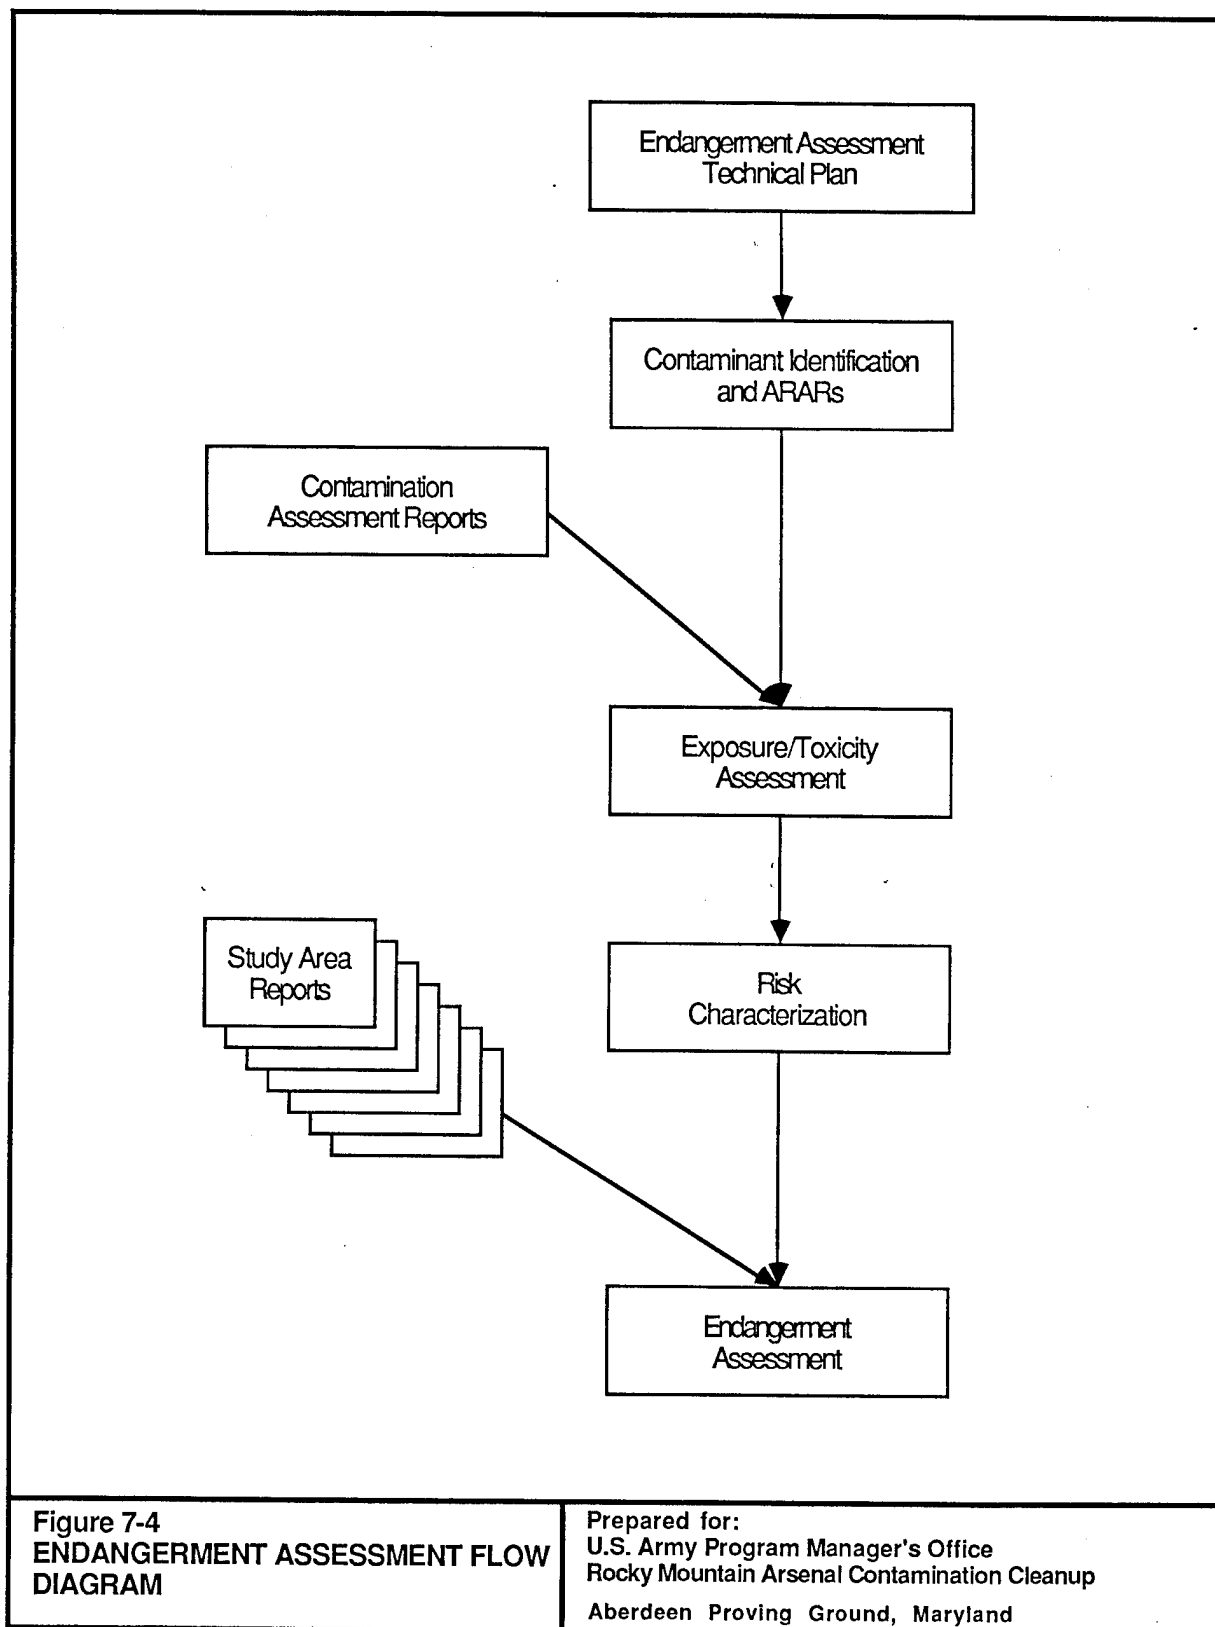 Endangerment Assessment
Technical Plan
Contaminant Identification
and ARARs
Contamination
Assessment Reports
Exposure/Toxicity
Assessment
Study Area
Reports
Risk
Characterization
Endangerment
Assessment
Figure 7-4
ENDANGERMENT ASSESSMENT FLOW
DIAGRAM
Prepared for:
U.S. Army Program Manager's Office
Rocky Mountain Arsenal Contamination Cleanup
Aberdeen Proving Ground, Maryland